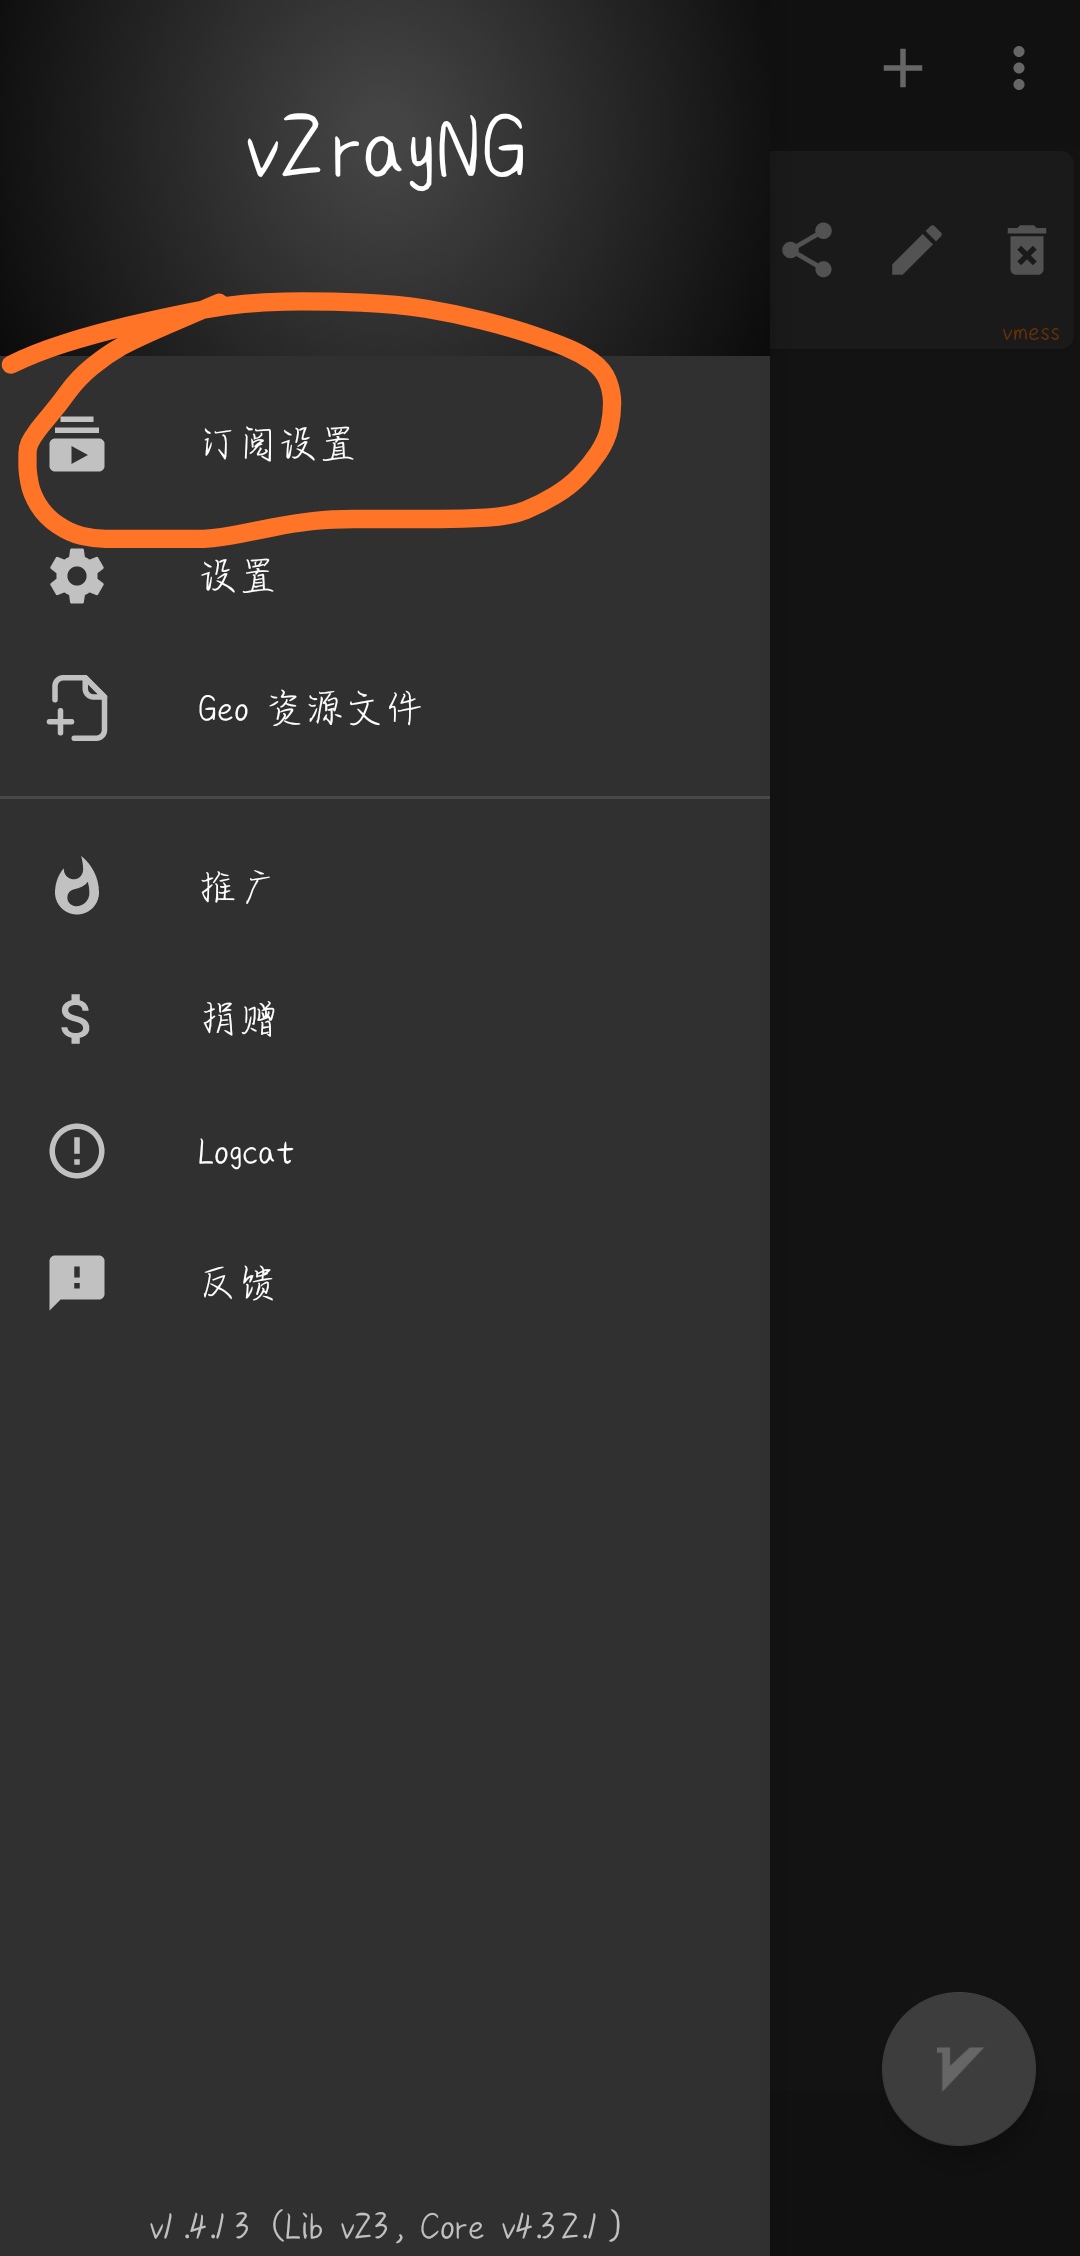 v2rayNG
vmess
订阅设置
设置
Geo 资源文件
推广
捐赠
Logcat
反馈
v1.4.13 (Lib v23, Core v4.32.1)